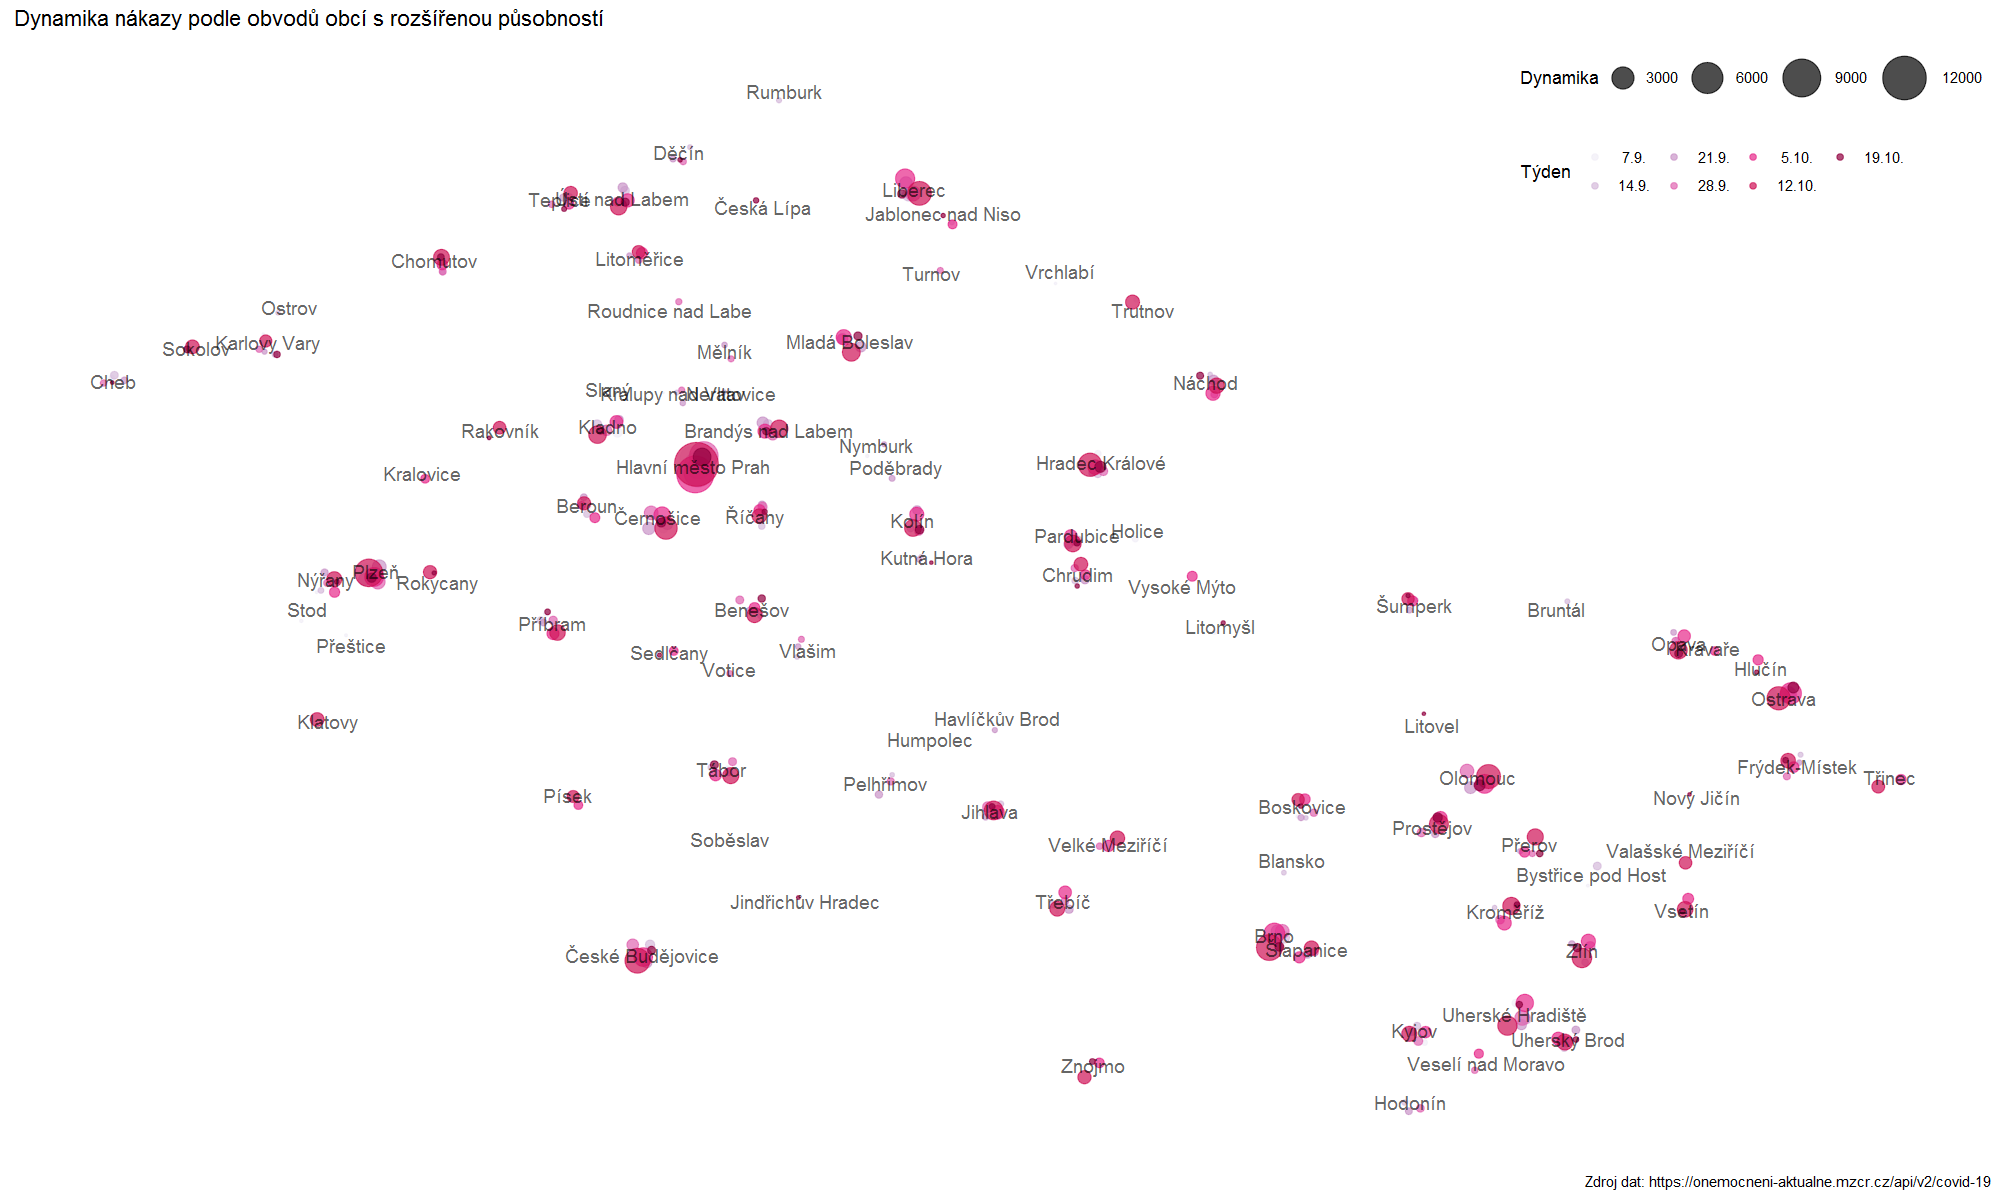 Dynamika nákazy podle obvodů obcí s rozšířenou působností
Dynamika 3000 6000 9000 12000
Týden
7.9. 21.9. 5.10. 19.10.
14.9. 28.9. 12.10.
Rumburk
Děčín
Liberec
Teplice
Ústí nad Labem
Česká Lípa
Jablonec nad Niso
Chomutov
Litoměřice
Turnov
Vrchlabí
Ostrov
Roudnice nad Labe
Trutnov
Sokolov
Karlovy Vary
Mladá Boleslav
Mělník
Cheb
Náchod
Slaný
Kralupy nad Vltavo
Neratovice
Rakovník
Kladno
Brandýs nad Labem
Nymburk
Hlavní město Prah
Poděbrady
Hradec Králové
Kralovice
Beroun
Černošice
Říčany
Kolín
Holice
Pardubice
Kutná Hora
Plzeň
Nýřany
Rokycany
Chrudim
Vysoké Mýto
Stod
Příbram
Benešov
Šumperk
Bruntál
Litomyšl
Přeštice
Sedlčany
Vlašim
Opava
Kravaře
Votice
Hlučín
Ostrava
Klatovy
Havlíčkův Brod
Litovel
Humpolec
Tábor
Pelhřimov
Olomouc
Frýdek-Místek
Třinec
Písek
Jihlava
Boskovice
Nový Jičín
Prostějov
Soběslav
Velké Meziříčí
Přerov
Valašské Meziříčí
Blansko
Bystřice pod Host
Jindřichův Hradec
Třebíč
Kroměříž
Vsetín
Brno
Šlapanice
Zlín
České Budějovice
Uherské Hradiště
Kyjov
Uherský Brod
Znojmo
Veselí nad Moravo
Hodonín
Zdroj dat: https://onemocneni-aktualne.mzcr.cz/api/v2/covid-19